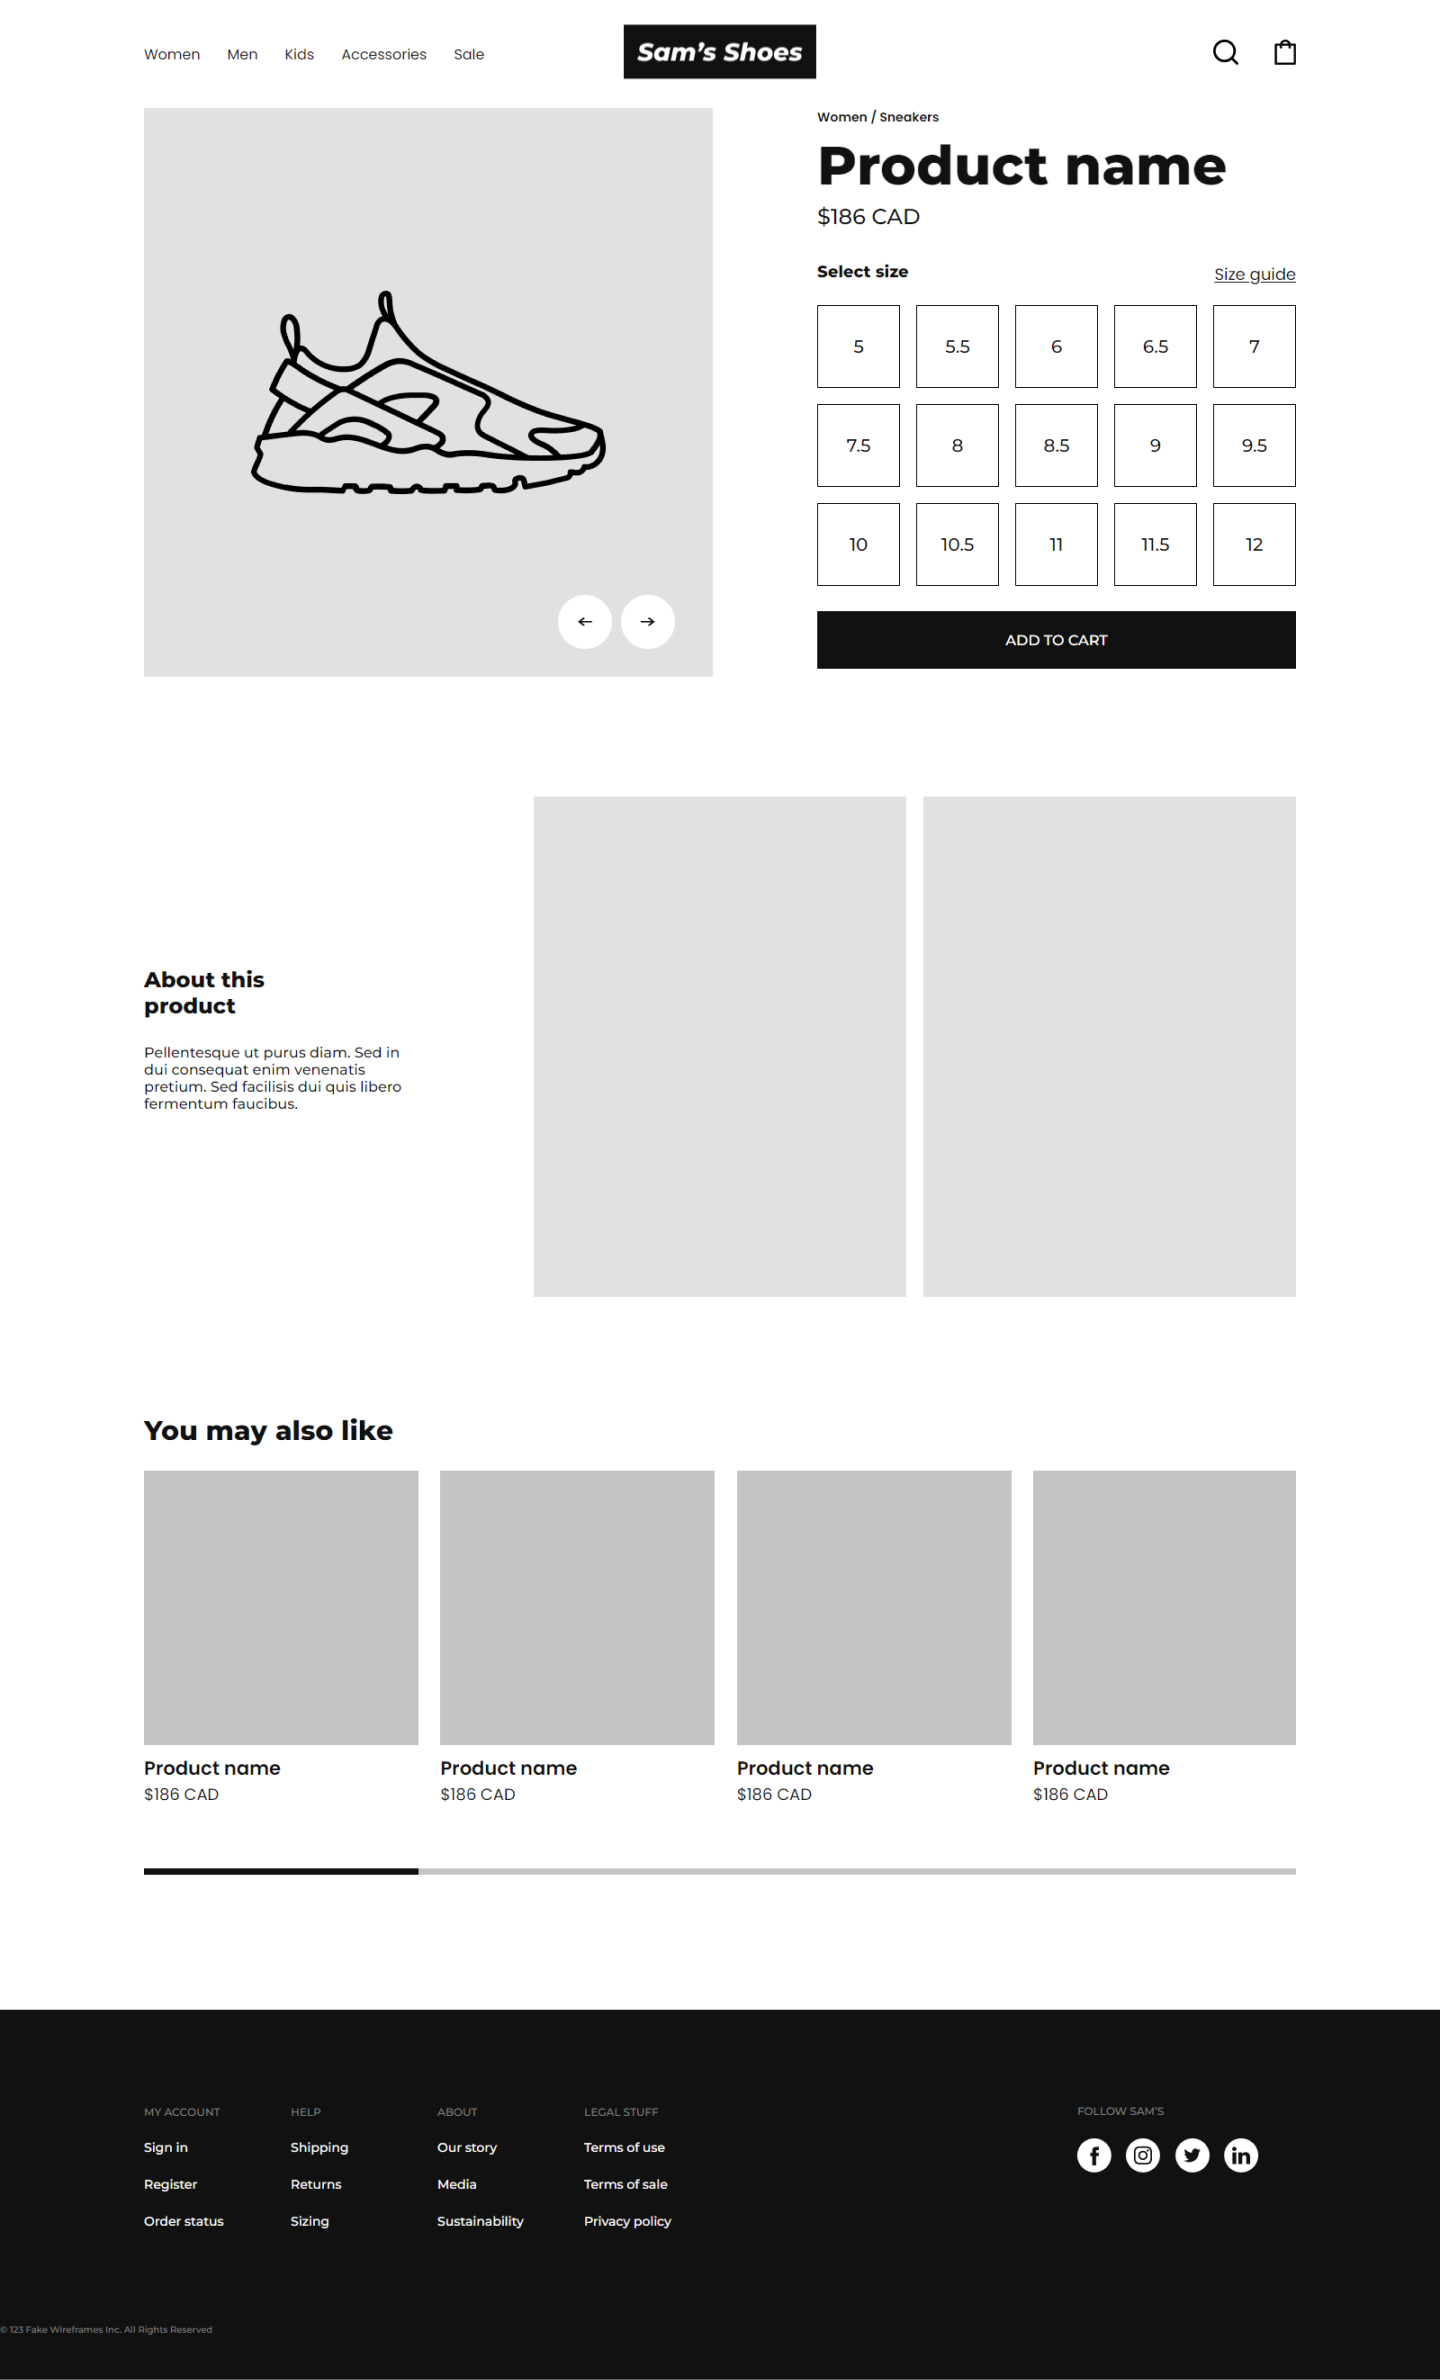 Women Men Kids Accessories Sale
Sam's Shoes
Women / Sneakers
Product name
$186 CAD
Select size
Size guide
5 5.5 6 6.5 7
7.5 8 8.5 9 9.5
10 10.5 11 11.5 12
ADD TO CART
About this
product
Pellentesque ut purus diam. Sed in
dui consequat enim venenatis
pretium. Sed facilisis dui quis libero
fermentum faucibus.
You may also like
Product name Product name Product name Product name
$186 CAD $186 CAD $186 CAD $186 CAD
MY ACCOUNT HELP ABOUT LEGAL STUFF FOLLOW SAM'S
Sign in Shipping Our story Terms of use
Register Returns Media Terms of sale
Order status Sizing Sustainability Privacy policy
© 123 Fake Wireframes Inc. All Rights Reserved